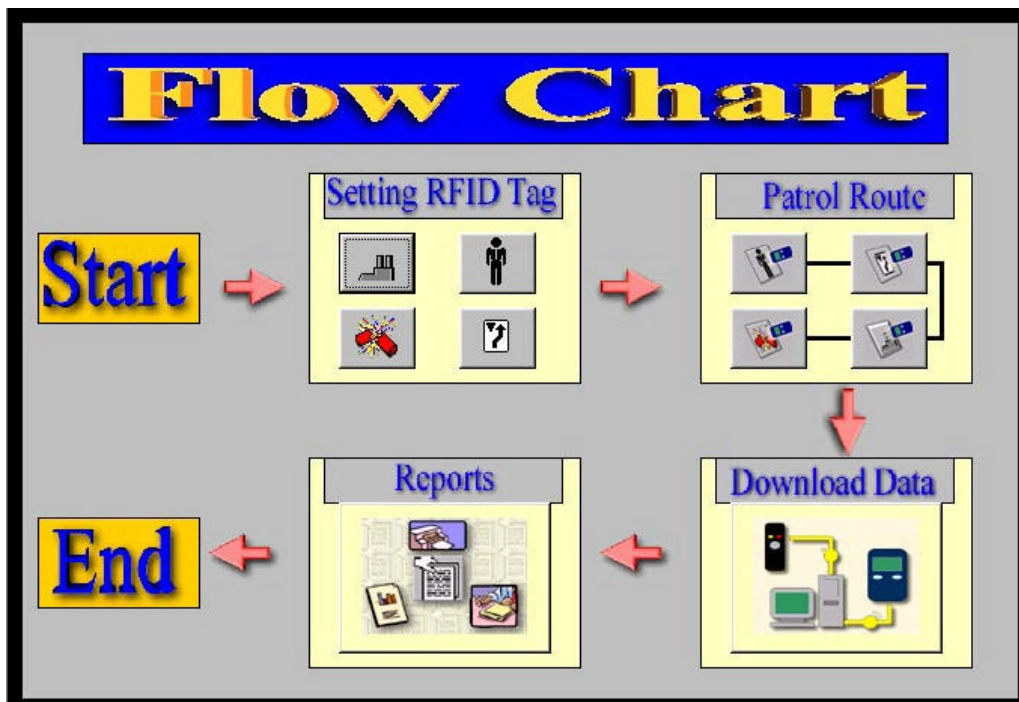 Flow Chart
Start
Setting RFID Tag
Patrol Route
Download Data
Reports
End